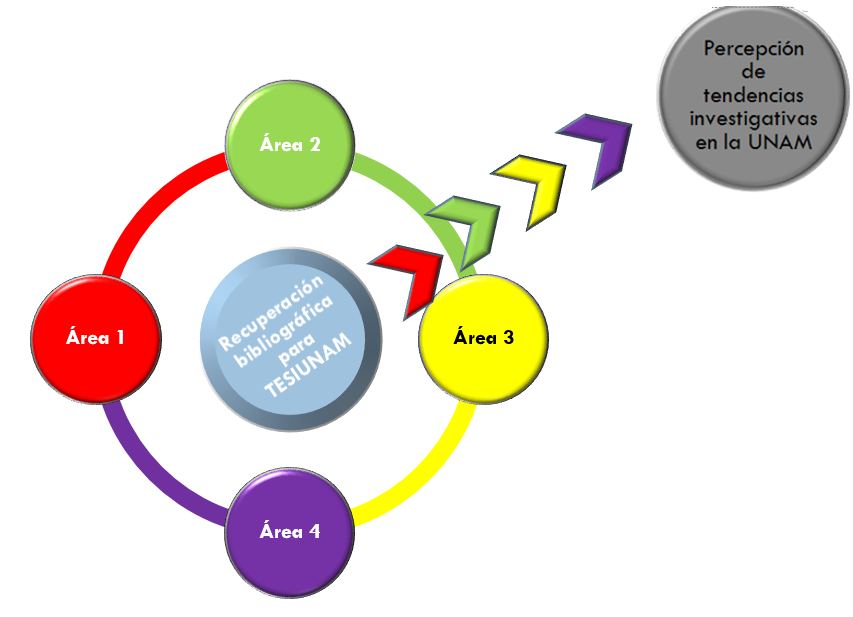 Percepción
de
tendencias
investigativas
en la UNAM
Área 2
Área 1
Recuperación
bibliográfica
para
TESIUNAM
Área 3
Área 4